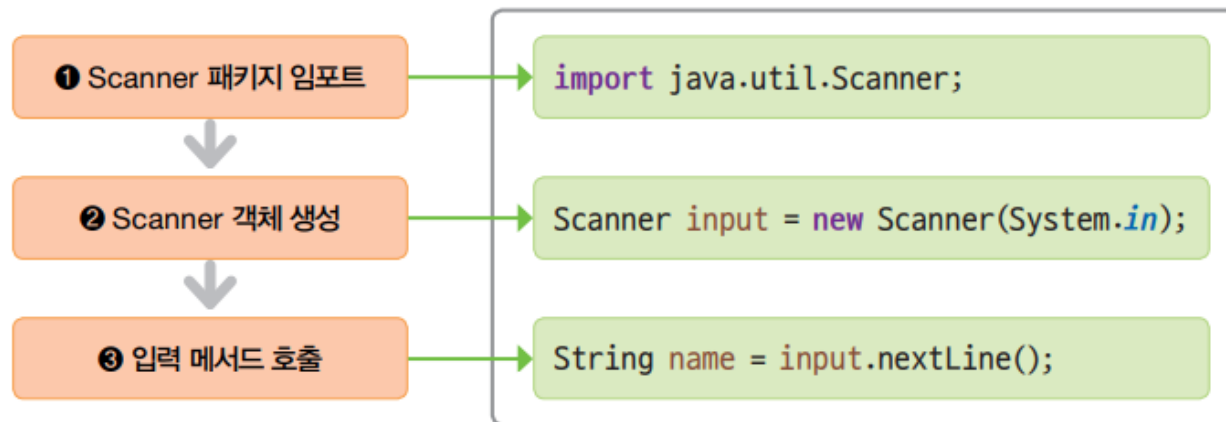 ❶ Scanner 패키지 임포트
import java.util.Scanner;
❷ Scanner 객체 생성
Scanner input = new Scanner(System.in);
❸ 입력 메서드 호출
String name = input.nextLine();